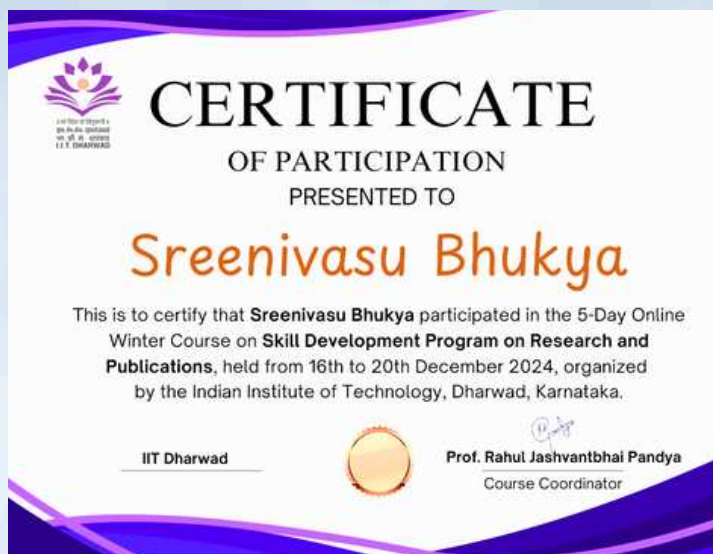 I I T DHARWAD
CERTIFICATE
OF PARTICIPATION
PRESENTED TO
Sreenivasu Bhukya
This is to certify that Sreenivasu Bhukya participated in the 5-Day Online
Winter Course on Skill Development Program on Research and
Publications, held from 16th to 20th December 2024, organized
by the Indian Institute of Technology, Dharwad, Karnataka.
IIT Dharwad
Prof. Rahul Jashvantbhai Pandya
Course Coordinator